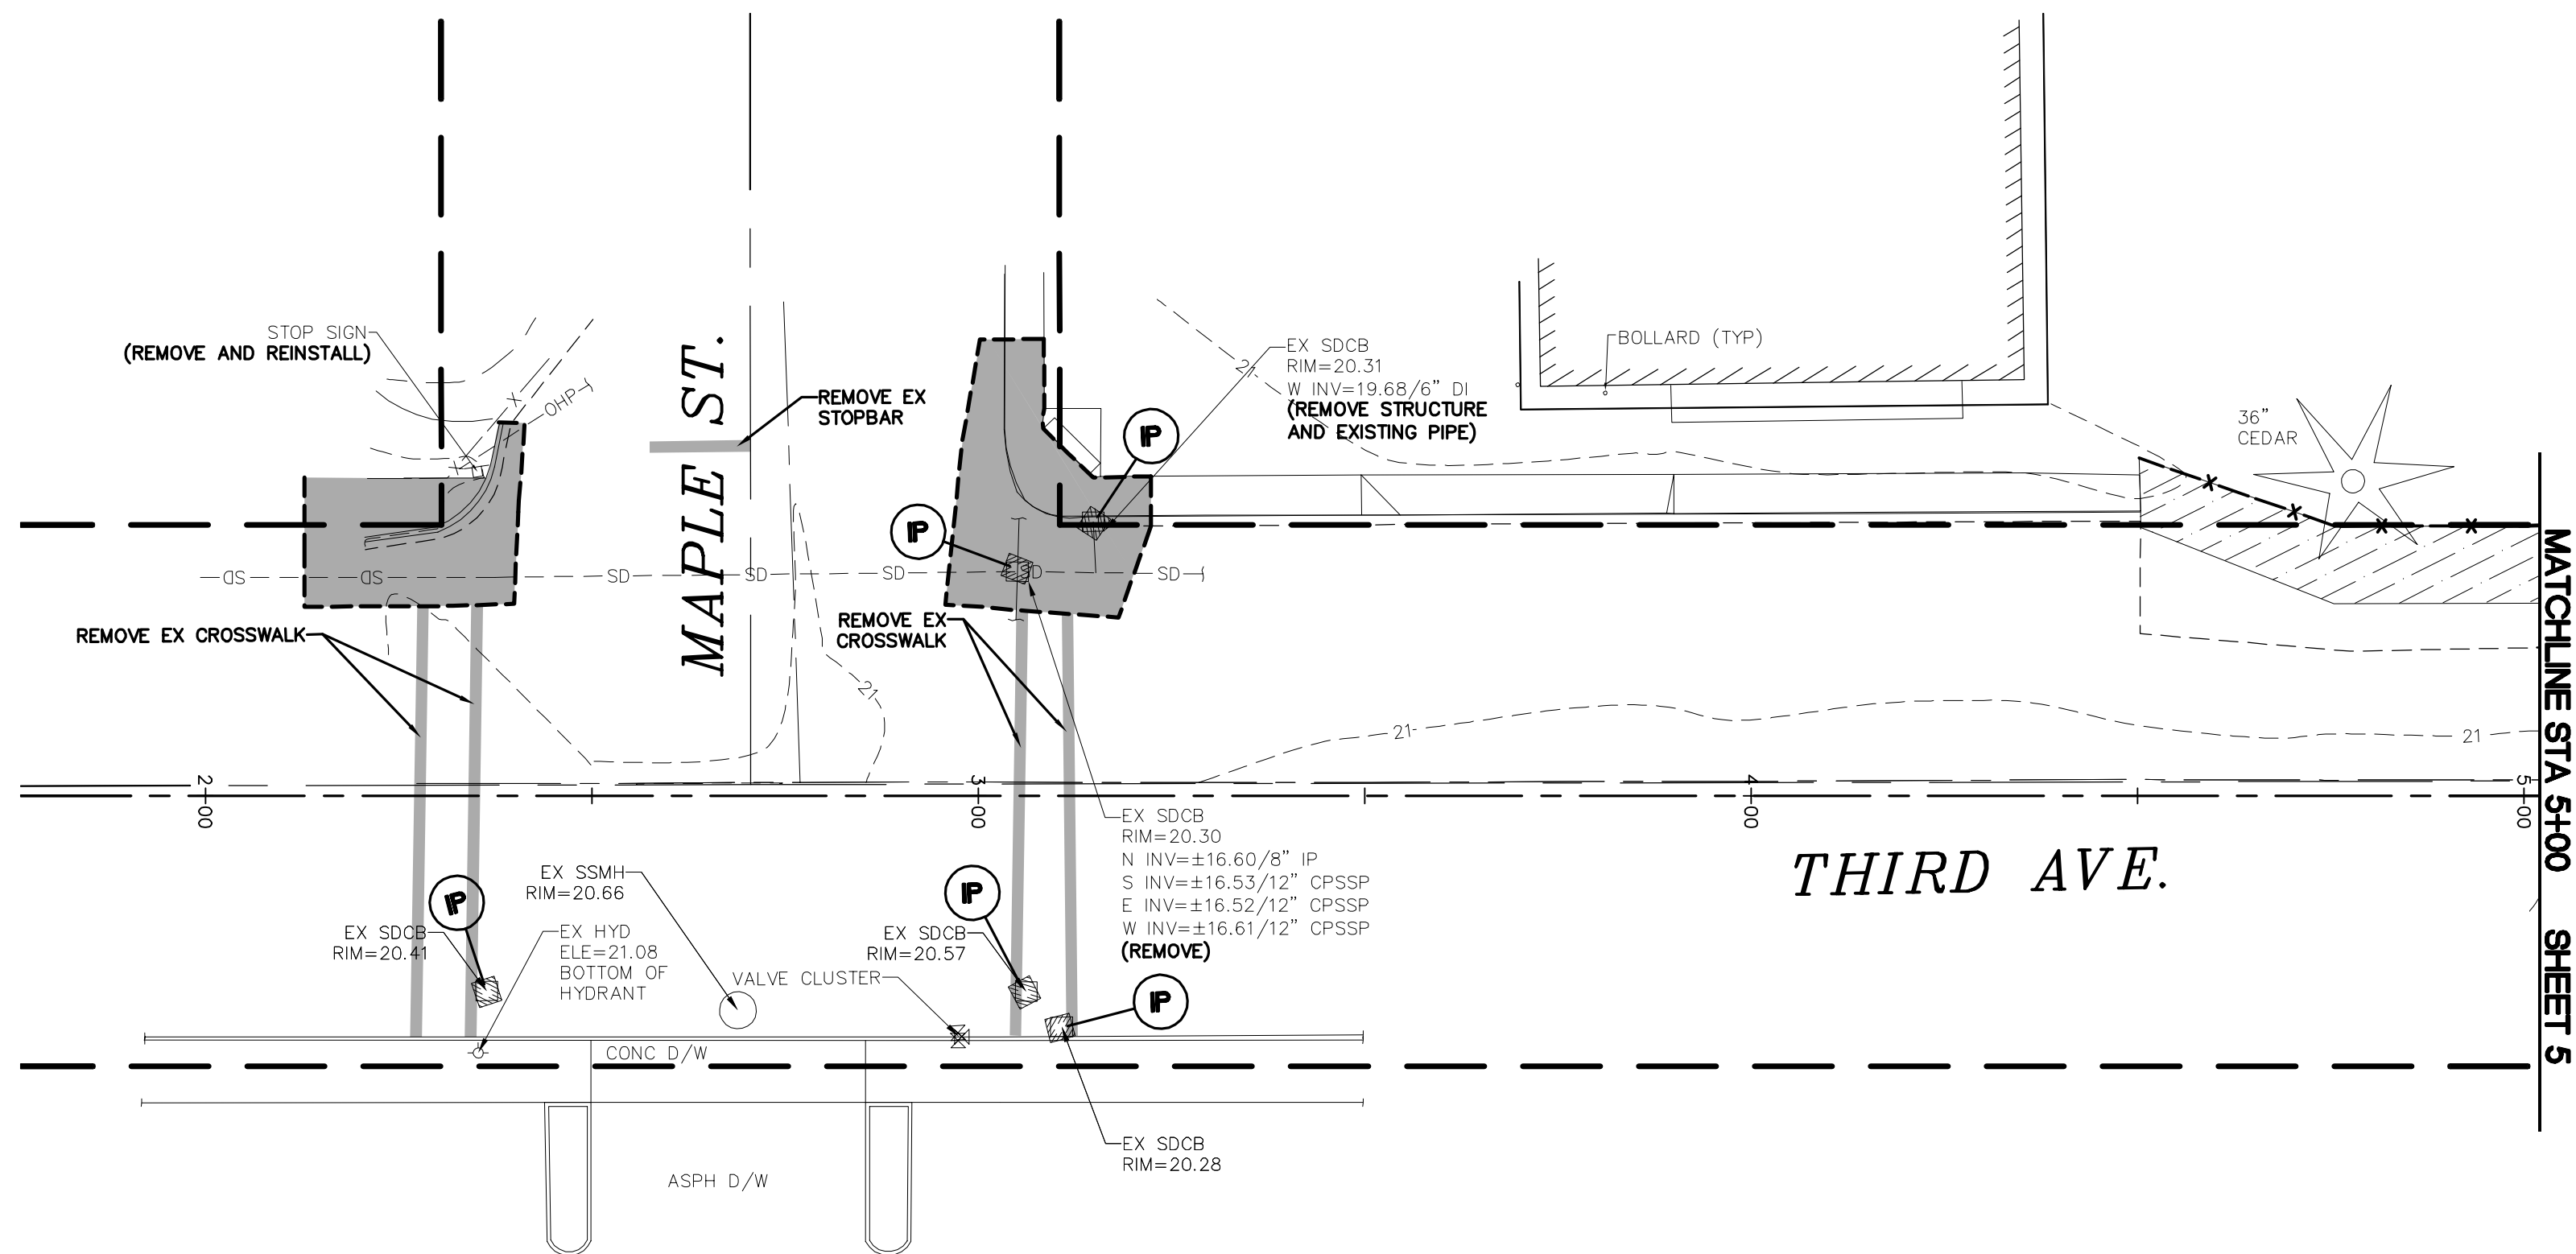 STOP SIGN
(REMOVE AND REINSTALL)
OHP
X
MAPLE ST.
REMOVE EX
STOPBAR
EX SDCB
RIM=20.31
W INV=19.68/6" DI
(REMOVE STRUCTURE
AND EXISTING PIPE)
IP
21
BOLLARD (TYP)
36"
CEDAR
X X X X
IP
SD SD SD SD SD SD SD
REMOVE EX CROSSWALK
REMOVE EX
CROSSWALK
21
21
21
2
00
3
00
4
00
5
00
MATCHLINE STA 5+00 SHEET 5
THIRD AVE.
EX SDCB
RIM=20.30
N INV=±16.60/8" IP
S INV=±16.53/12" CPSSP
E INV=±16.52/12" CPSSP
W INV=±16.61/12" CPSSP
(REMOVE)
EX SSMH
RIM=20.66
IP
IP
EX SDCB
RIM=20.41
EX HYD
ELE=21.08
BOTTOM OF
HYDRANT
EX SDCB
RIM=20.57
VALVE CLUSTER
IP
CONC D/W
EX SDCB
RIM=20.28
ASPH D/W